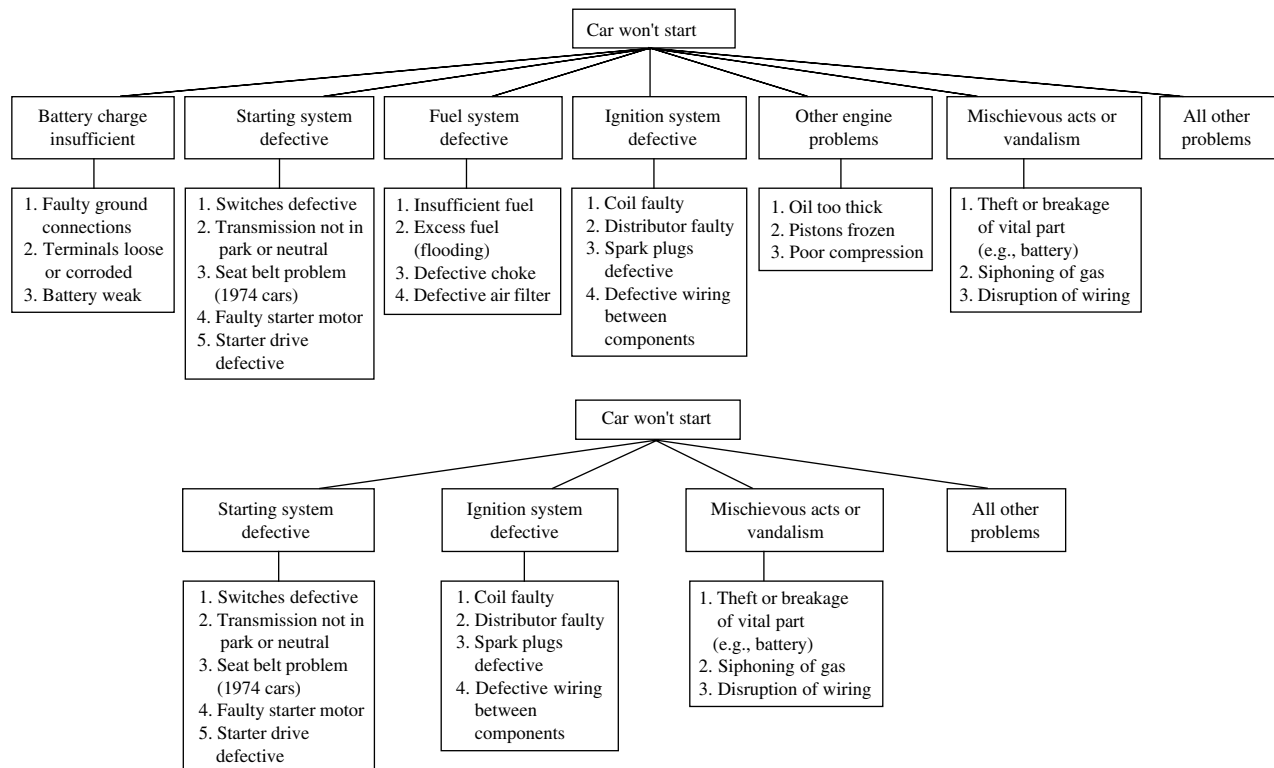 Car won't start
Battery charge
insufficient
Starting system
defective
Fuel system
defective
Ignition system
defective
Other engine
problems
Mischievous acts or
vandalism
All other
problems
1. Faulty ground
connections
2. Terminals loose
or corroded
3. Battery weak
1. Switches defective
2. Transmission not in
park or neutral
3. Seat belt problem
(1974 cars)
4. Faulty starter motor
5. Starter drive
defective
1. Insufficient fuel
2. Excess fuel
(flooding)
3. Defective choke
4. Defective air filter
1. Coil faulty
2. Distributor faulty
3. Spark plugs
defective
4. Defective wiring
between
components
1. Oil too thick
2. Pistons frozen
3. Poor compression
1. Theft or breakage
of vital part
(e.g., battery)
2. Siphoning of gas
3. Disruption of wiring
Car won't start
Starting system
defective
Ignition system
defective
Mischievous acts or
vandalism
All other
problems
1. Switches defective
2. Transmission not in
park or neutral
3. Seat belt problem
(1974 cars)
4. Faulty starter motor
5. Starter drive
defective
1. Coil faulty
2. Distributor faulty
3. Spark plugs
defective
4. Defective wiring
between
components
1. Theft or breakage
of vital part
(e.g., battery)
2. Siphoning of gas
3. Disruption of wiring